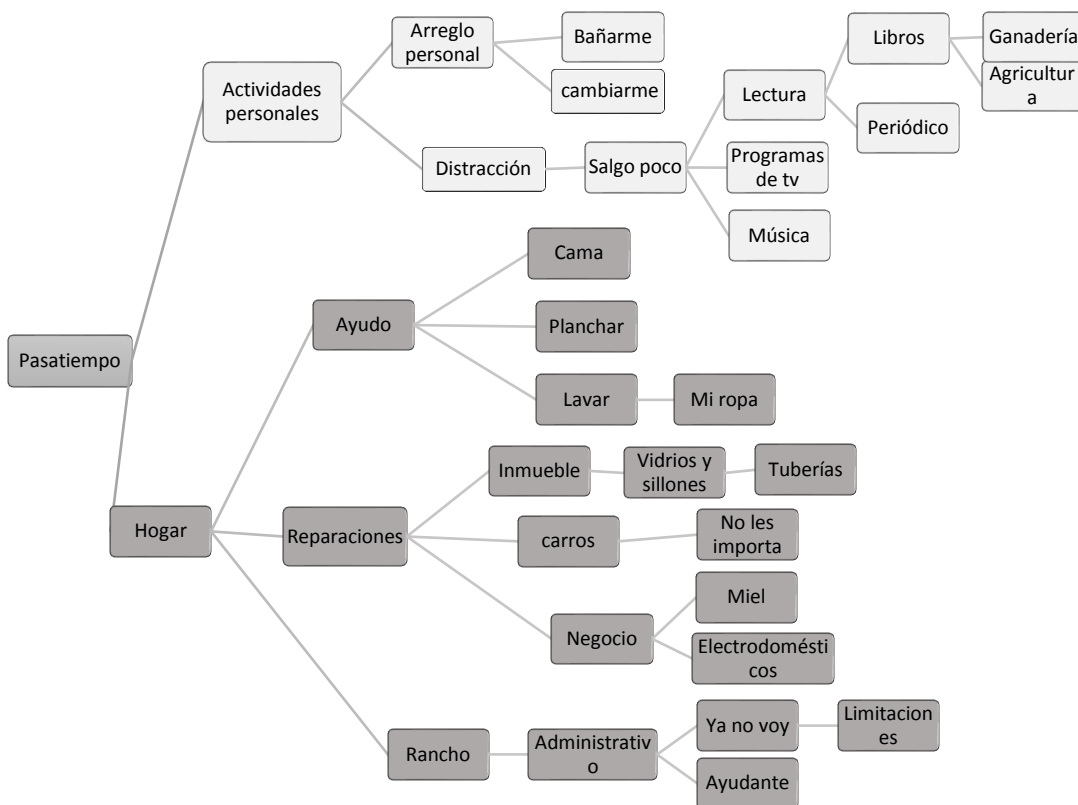 Pasatiempo
Actividades
personales
Arreglo
personal
Bañarme
cambiarme
Distracción
Salgo poco
Lectura
Libros
Ganadería
Agricultur
a
Periódico
Programas
de tv
Música
Hogar
Ayudo
Cama
Planchar
Lavar
Mi ropa
Reparaciones
Inmueble
Vidrios y
sillones
Tuberías
carros
No les
importa
Negocio
Miel
Electrodomésti
cos
Rancho
Administrativ
o
Ya no voy
Limitacion
es
Ayudante